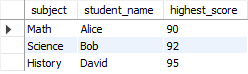 subject student_name highest_score
Math Alice 90
Science Bob 92
History David 95